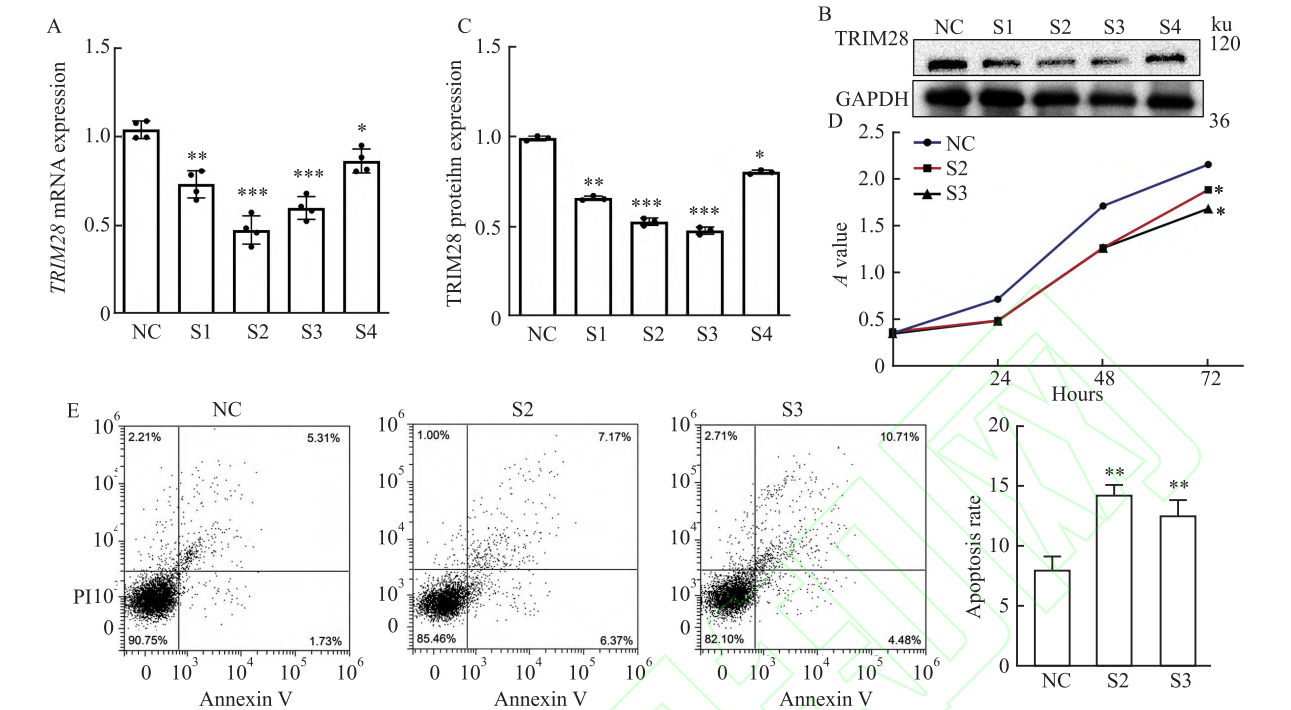 A
1.5
1.0
0.5
0
TRIM28 mRNA expression
**
***
***
*
NC S1 S2 S3 S4
C
1.5
1.0
0.5
0
TRIM28 proteihn expression
**
***
***
*
NC S1 S2 S3 S4
B
NC S1 S2 S3 S4 ku
TRIM28 120
GAPDH
36
D
2.5
2.0
1.5
1.0
0.5
0
A value
NC
S2
S3
*
*
24 48 72
Hours
E
NC
10^6
10
10
PI10
0
2.21% 5.31%
90.75% 1.73%
0 10^3 10^4 10^5 10^6
Annexin V
S2
10^6
10^5
10^4
10^3
0
1.00% 7.17%
85.46% 6.37%
0 10^3 10^4 10^5 10^6
Annexin V
S3
10^6
10^5
10^4
10^3
0
2.71% 10.71%
82.10% 4.48%
0 10^3 10^4 10^5 10^6
Annexin V
20
15
10
5
0
Apoptosis rate
**
**
NC S2 S3